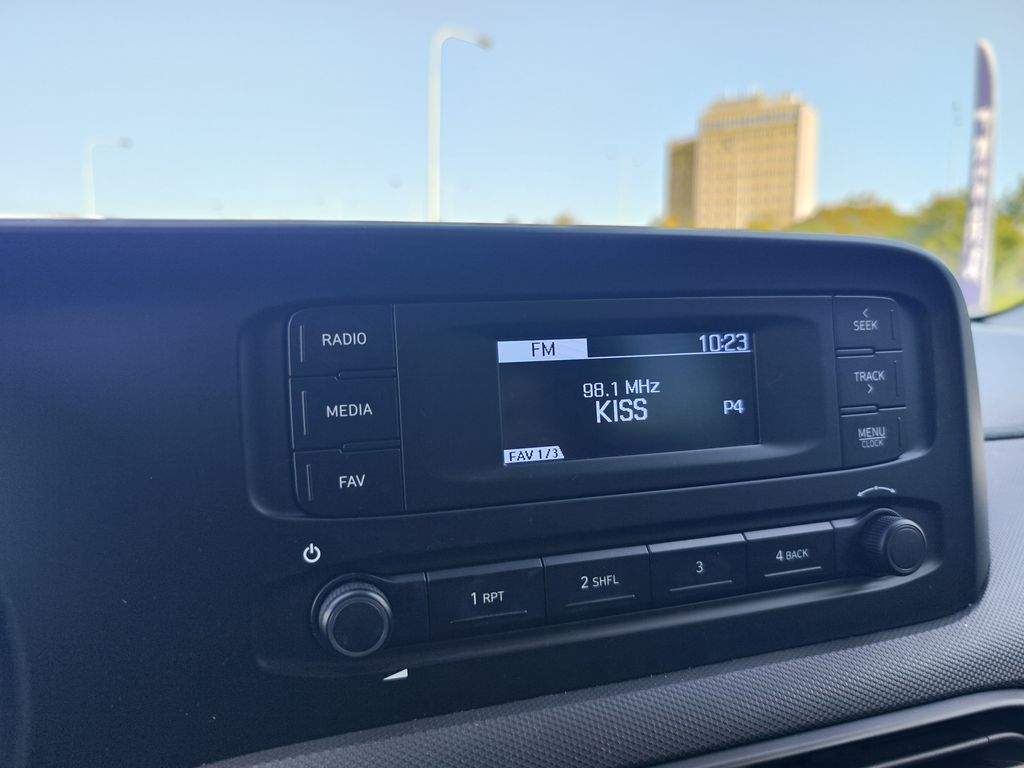 RADIO
MEDIA
FAV
FM 10:23
98.1 MHz
KISS P4
FAV 1/3
< SEEK
TRACK >
MENU
CLOCK
1 RPT
2 SHFL
3
4 BACK